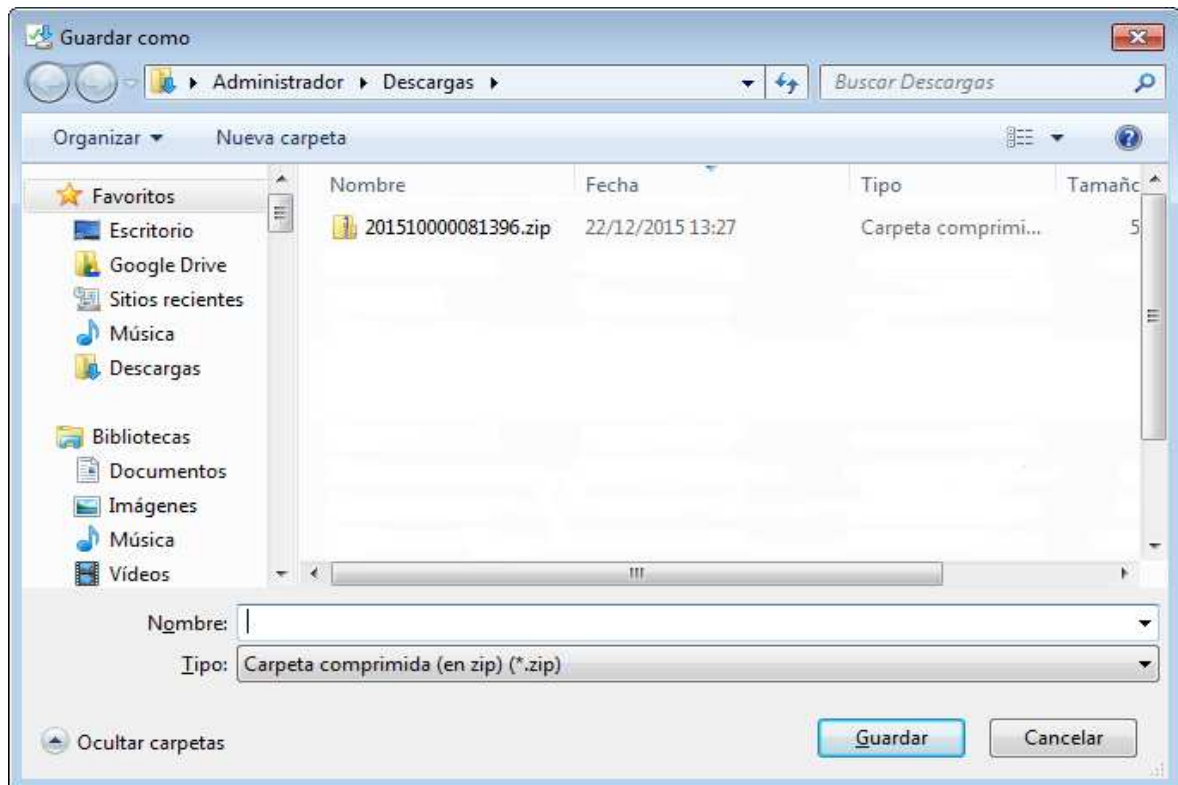 Guardar como
Administrador Descargas
Buscar Descargas
Organizar Nueva carpeta
Nombre Fecha Tipo Tamañc
Favoritos
201510000081396.zip 22/12/2015 13:27 Carpeta comprimi... 5
Escritorio
Google Drive
Sitios recientes
Música
Descargas
Bibliotecas
Documentos
Imágenes
Música
Vídeos
Nombre:
Tipo: Carpeta comprimida (en zip) (*.zip)
Ocultar carpetas
Guardar Cancelar